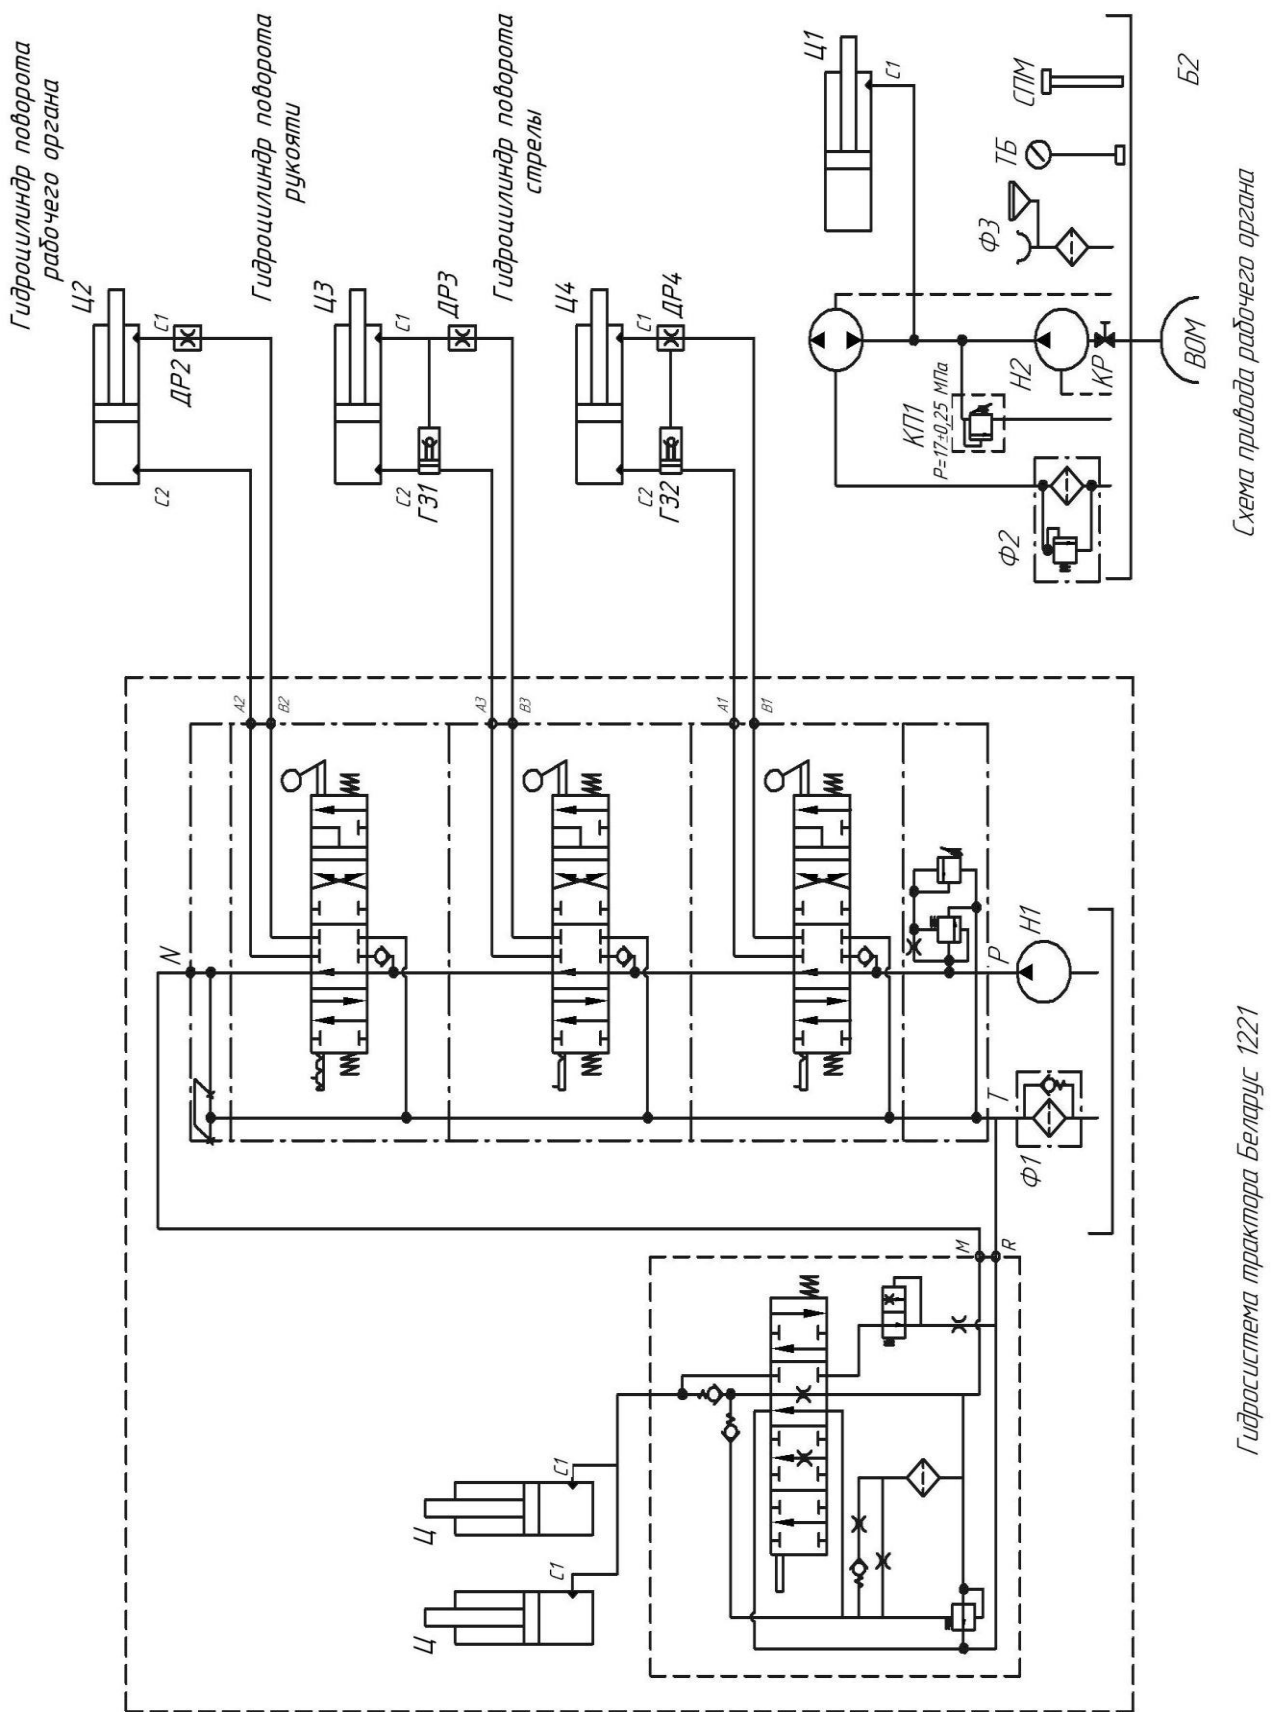 Гидроцилиндр поворота
рабочего органа
Ц2
С1
С2
ДР2
Гидроцилиндр поворота
рукояти
Ц3
С1
С2
ДР3
ГЗ1
Гидроцилиндр поворота
стрелы
Ц4
С1
С2
ДР4
ГЗ2
Ц1
С1
КП1
Р=17±0,25 МПа
Н2
КР
ВОМ
Ф2
Ф3
ТБ
СПМ
Б2
Схема привода рабочего органа
А2
В2
А3
В3
А1
В1
N
Р
Н1
Т
Ф1
М
R
Ц
С1
Ц
С1
Гидросистема трактора Беларус 1221